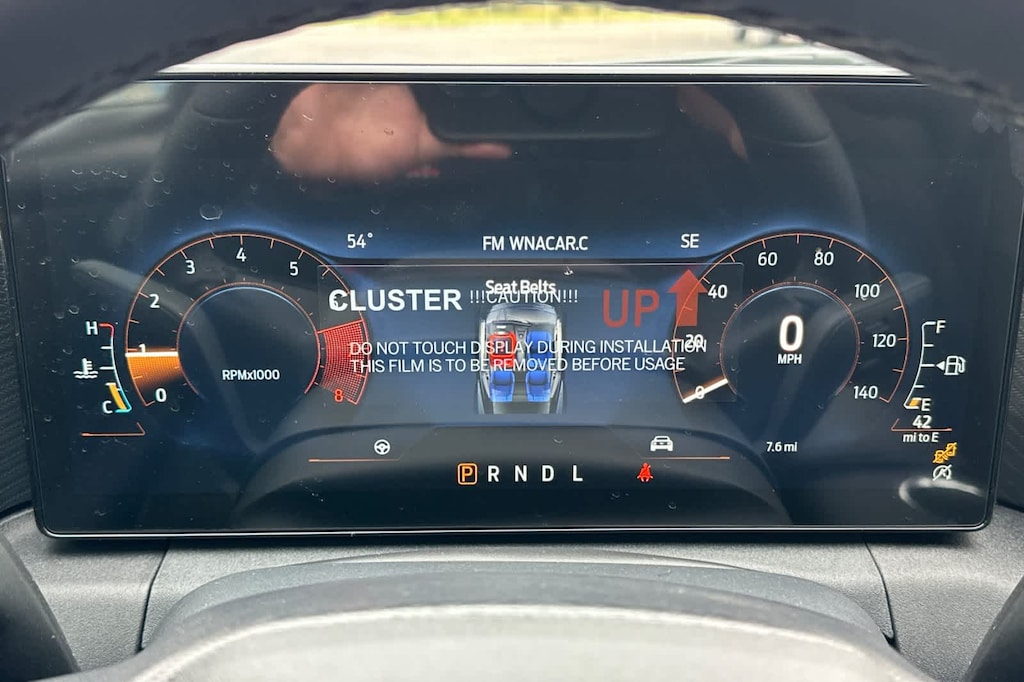 54° FM WNACAR.C SE
Seat Belts
CLUSTER !!!CAUTION!!! UP
DO NOT TOUCH DISPLAY DURING INSTALLATION
THIS FILM IS TO BE REMOVED BEFORE USAGE
0 1 2 3 4 5 6 8
RPMx1000
H
C
0 20 40 60 80 100 120 140
0
MPH
F
E
42
mi to E
7.6 mi
P R N D L